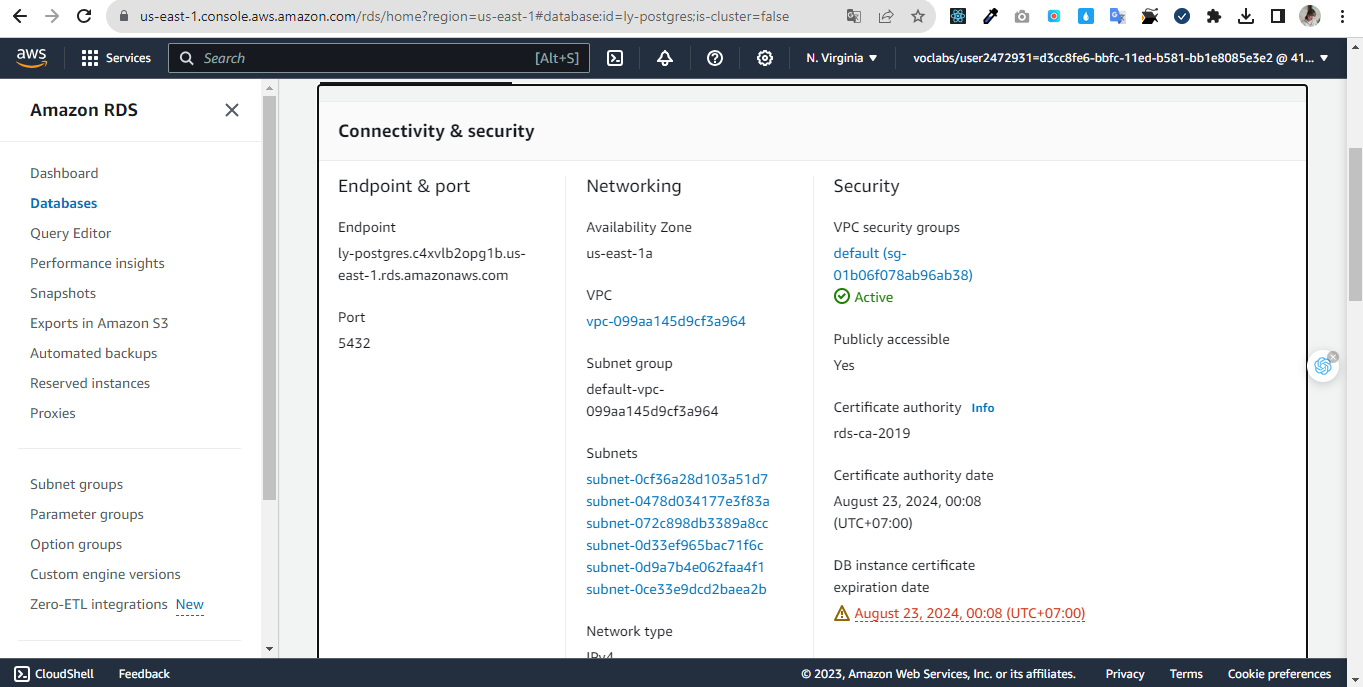 us-east-1.console.aws.amazon.com/rds/home?region=us-east-1#database:id=ly-postgres;is-cluster=false
aws
Services
Search
[Alt+S]
N. Virginia
voclabs/user2472931=d3cc8fe6-bbfc-11ed-b581-bb1e8085e3e2 @ 41...
Amazon RDS
Dashboard
Databases
Query Editor
Performance insights
Snapshots
Exports in Amazon S3
Automated backups
Reserved instances
Proxies
Subnet groups
Parameter groups
Option groups
Custom engine versions
Zero-ETL integrations New
Connectivity & security
Endpoint & port
Endpoint
ly-postgres.c4xvlb2opg1b.us-
east-1.rds.amazonaws.com
Port
5432
Networking
Availability Zone
us-east-1a
VPC
vpc-099aa145d9cf3a964
Subnet group
default-vpc-
099aa145d9cf3a964
Subnets
subnet-0cf36a28d103a51d7
subnet-0478d034177e3f83a
subnet-072c898db3389a8cc
subnet-0d33ef965bac71f6c
subnet-0d9a7b4e062faa4f1
subnet-0ce33e9dcd2baea2b
Network type
IPv4
Security
VPC security groups
default (sg-
01b06f078ab96ab38)
Active
Publicly accessible
Yes
Certificate authority Info
rds-ca-2019
Certificate authority date
August 23, 2024, 00:08
(UTC+07:00)
DB instance certificate
expiration date
August 23, 2024, 00:08 (UTC+07:00)
CloudShell
Feedback
© 2023, Amazon Web Services, Inc. or its affiliates.
Privacy
Terms
Cookie preferences